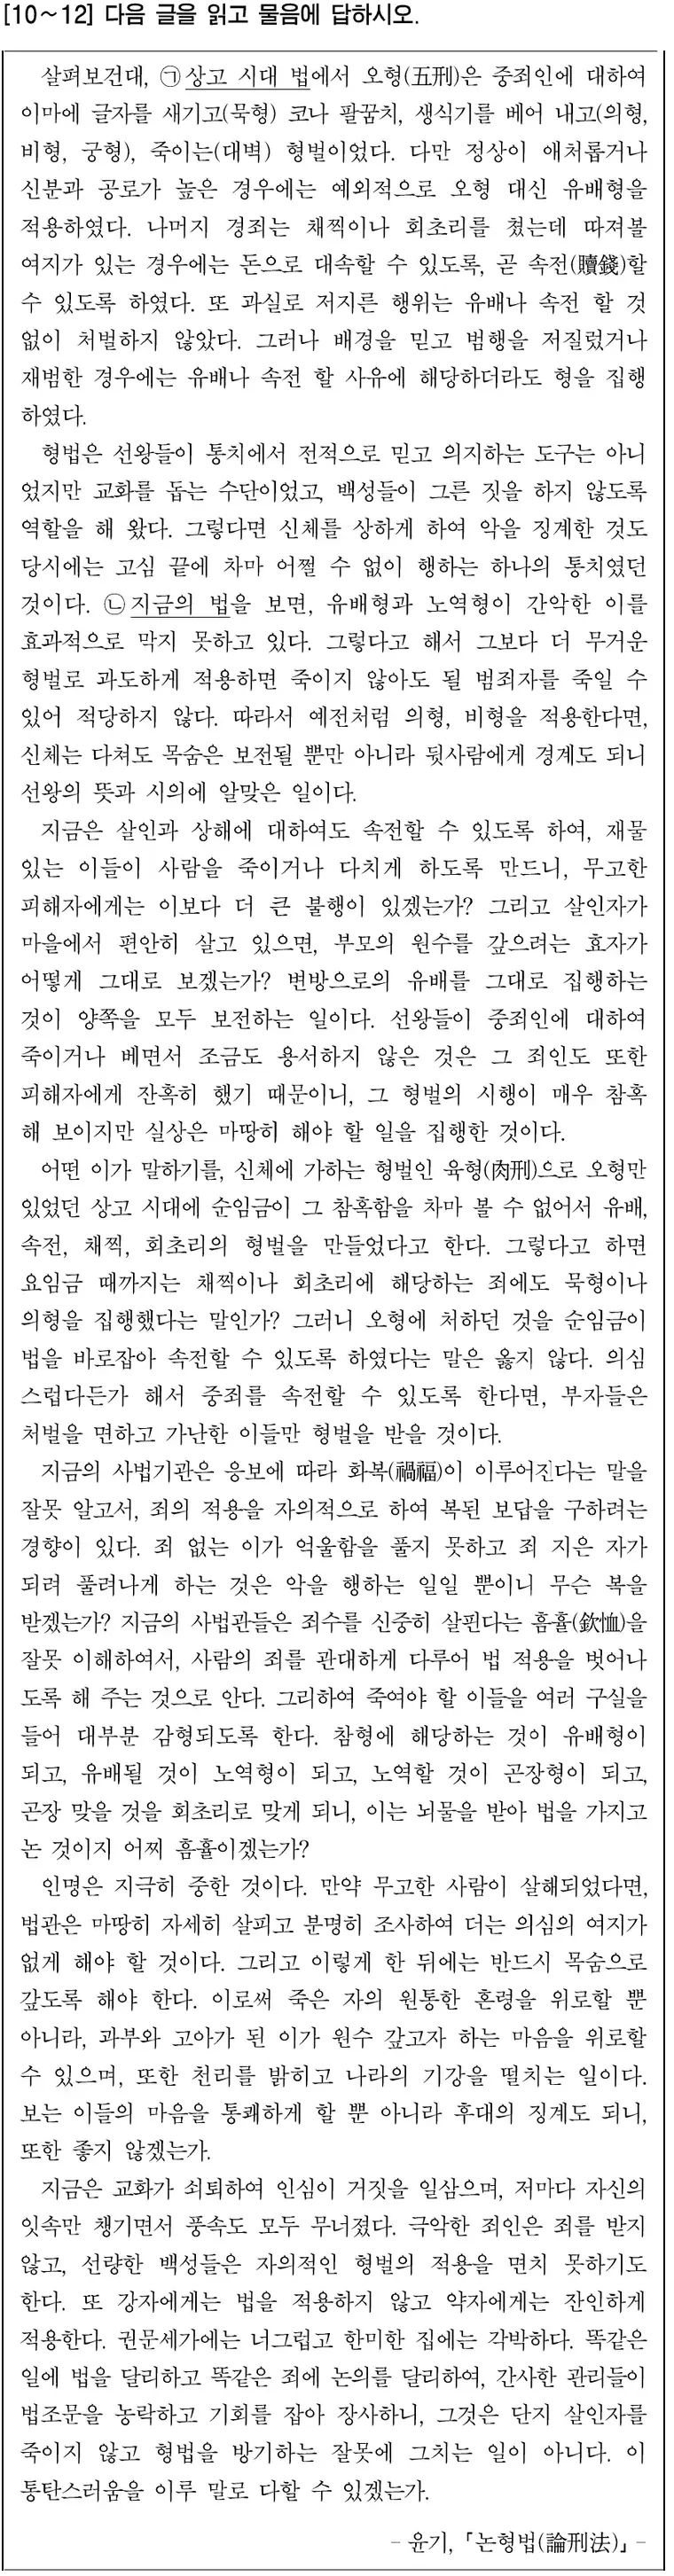 [10～12] 다음 글을 읽고 물음에 답하시오.
살펴보건대, ㉠상고 시대 법에서 오형(五刑)은 중죄인에 대하여
이마에 글자를 새기고(묵형) 코나 팔꿈치, 생식기를 베어 내고(의형,
비형, 궁형), 죽이는(대벽) 형벌이었다. 다만 정상이 애처롭거나
신분과 공로가 높은 경우에는 예외적으로 오형 대신 유배형을
적용하였다. 나머지 경죄는 채찍이나 회초리를 쳤는데 따져볼
여지가 있는 경우에는 돈으로 대속할 수 있도록, 곧 속전(贖錢)할
수 있도록 하였다. 또 과실로 저지른 행위는 유배나 속전 할 것
없이 처벌하지 않았다. 그러나 배경을 믿고 범행을 저질렀거나
재범한 경우에는 유배나 속전 할 사유에 해당하더라도 형을 집행
하였다.
형법은 선왕들이 통치에서 전적으로 믿고 의지하는 도구는 아니
었지만 교화를 돕는 수단이었고, 백성들이 그른 짓을 하지 않도록
역할을 해 왔다. 그렇다면 신체를 상하게 하여 악을 징계한 것도
당시에는 고심 끝에 차마 어쩔 수 없이 행하는 하나의 통치였던
것이다. ㉡지금의 법을 보면, 유배형과 노역형이 간악한 이를
효과적으로 막지 못하고 있다. 그렇다고 해서 그보다 더 무거운
형벌로 과도하게 적용하면 죽이지 않아도 될 범죄자를 죽일 수
있어 적당하지 않다. 따라서 예전처럼 의형, 비형을 적용한다면,
신체는 다쳐도 목숨은 보전될 뿐만 아니라 뒷사람에게 경계도 되니
선왕의 뜻과 시의에 알맞은 일이다.
지금은 살인과 상해에 대하여도 속전할 수 있도록 하여, 재물
있는 이들이 사람을 죽이거나 다치게 하도록 만드니, 무고한
피해자에게는 이보다 더 큰 불행이 있겠는가? 그리고 살인자가
마을에서 편안히 살고 있으면, 부모의 원수를 갚으려는 효자가
어떻게 그대로 보겠는가? 변방으로의 유배를 그대로 집행하는
것이 양쪽을 모두 보전하는 일이다. 선왕들이 중죄인에 대하여
죽이거나 베면서 조금도 용서하지 않은 것은 그 죄인도 또한
피해자에게 잔혹히 했기 때문이니, 그 형벌의 시행이 매우 참혹
해 보이지만 실상은 마땅히 해야 할 일을 집행한 것이다.
어떤 이가 말하기를, 신체에 가하는 형벌인 육형(肉刑)으로 오형만
있었던 상고 시대에 순임금이 그 참혹함을 차마 볼 수 없어서 유배,
속전, 채찍, 회초리의 형벌을 만들었다고 한다. 그렇다고 하면
요임금 때까지는 채찍이나 회초리에 해당하는 죄에도 묵형이나
의형을 집행했다는 말인가? 그러니 오형에 처하던 것을 순임금이
법을 바로잡아 속전할 수 있도록 하였다는 말은 옳지 않다. 의심
스럽다든가 해서 중죄를 속전할 수 있도록 한다면, 부자들은
처벌을 면하고 가난한 이들만 형벌을 받을 것이다.
지금의 사법기관은 응보에 따라 화복(禍福)이 이루어진다는 말을
잘못 알고서, 죄의 적용을 자의적으로 하여 복된 보답을 구하려는
경향이 있다. 죄 없는 이가 억울함을 풀지 못하고 죄 지은 자가
되려 풀려나게 하는 것은 악을 행하는 일일 뿐이니 무슨 복을
받겠는가? 지금의 사법관들은 죄수를 신중히 살핀다는 흠휼(欽恤)을
잘못 이해하여서, 사람의 죄를 관대하게 다루어 법 적용을 벗어나
도록 해 주는 것으로 안다. 그리하여 죽여야 할 이들을 여러 구실을
들어 대부분 감형되도록 한다. 참형에 해당하는 것이 유배형이
되고, 유배될 것이 노역형이 되고, 노역할 것이 곤장형이 되고,
곤장 맞을 것을 회초리로 맞게 되니, 이는 뇌물을 받아 법을 가지고
논 것이지 어찌 흠휼이겠는가?
인명은 지극히 중한 것이다. 만약 무고한 사람이 살해되었다면,
법관은 마땅히 자세히 살피고 분명히 조사하여 더는 의심의 여지가
없게 해야 할 것이다. 그리고 이렇게 한 뒤에는 반드시 목숨으로
갚도록 해야 한다. 이로써 죽은 자의 원통한 혼령을 위로할 뿐
아니라, 과부와 고아가 된 이가 원수 갚고자 하는 마음을 위로할
수 있으며, 또한 천리를 밝히고 나라의 기강을 떨치는 일이다.
보는 이들의 마음을 통쾌하게 할 뿐 아니라 후대의 징계도 되니,
또한 좋지 않겠는가.
지금은 교화가 쇠퇴하여 인심이 거짓을 일삼으며, 저마다 자신의
잇속만 챙기면서 풍속도 모두 무너졌다. 극악한 죄인은 죄를 받지
않고, 선량한 백성들은 자의적인 형벌의 적용을 면치 못하기도
한다. 또 강자에게는 법을 적용하지 않고 약자에게는 잔인하게
적용한다. 권문세가에는 너그럽고 한미한 집에는 각박하다. 똑같은
일에 법을 달리하고 똑같은 죄에 논의를 달리하여, 간사한 관리들이
법조문을 농락하고 기회를 잡아 장사하니, 그것은 단지 살인자를
죽이지 않고 형법을 방기하는 잘못에 그치는 일이 아니다. 이
통탄스러움을 이루 말로 다할 수 있겠는가.
- 윤기, 「논형법(論刑法)」 -